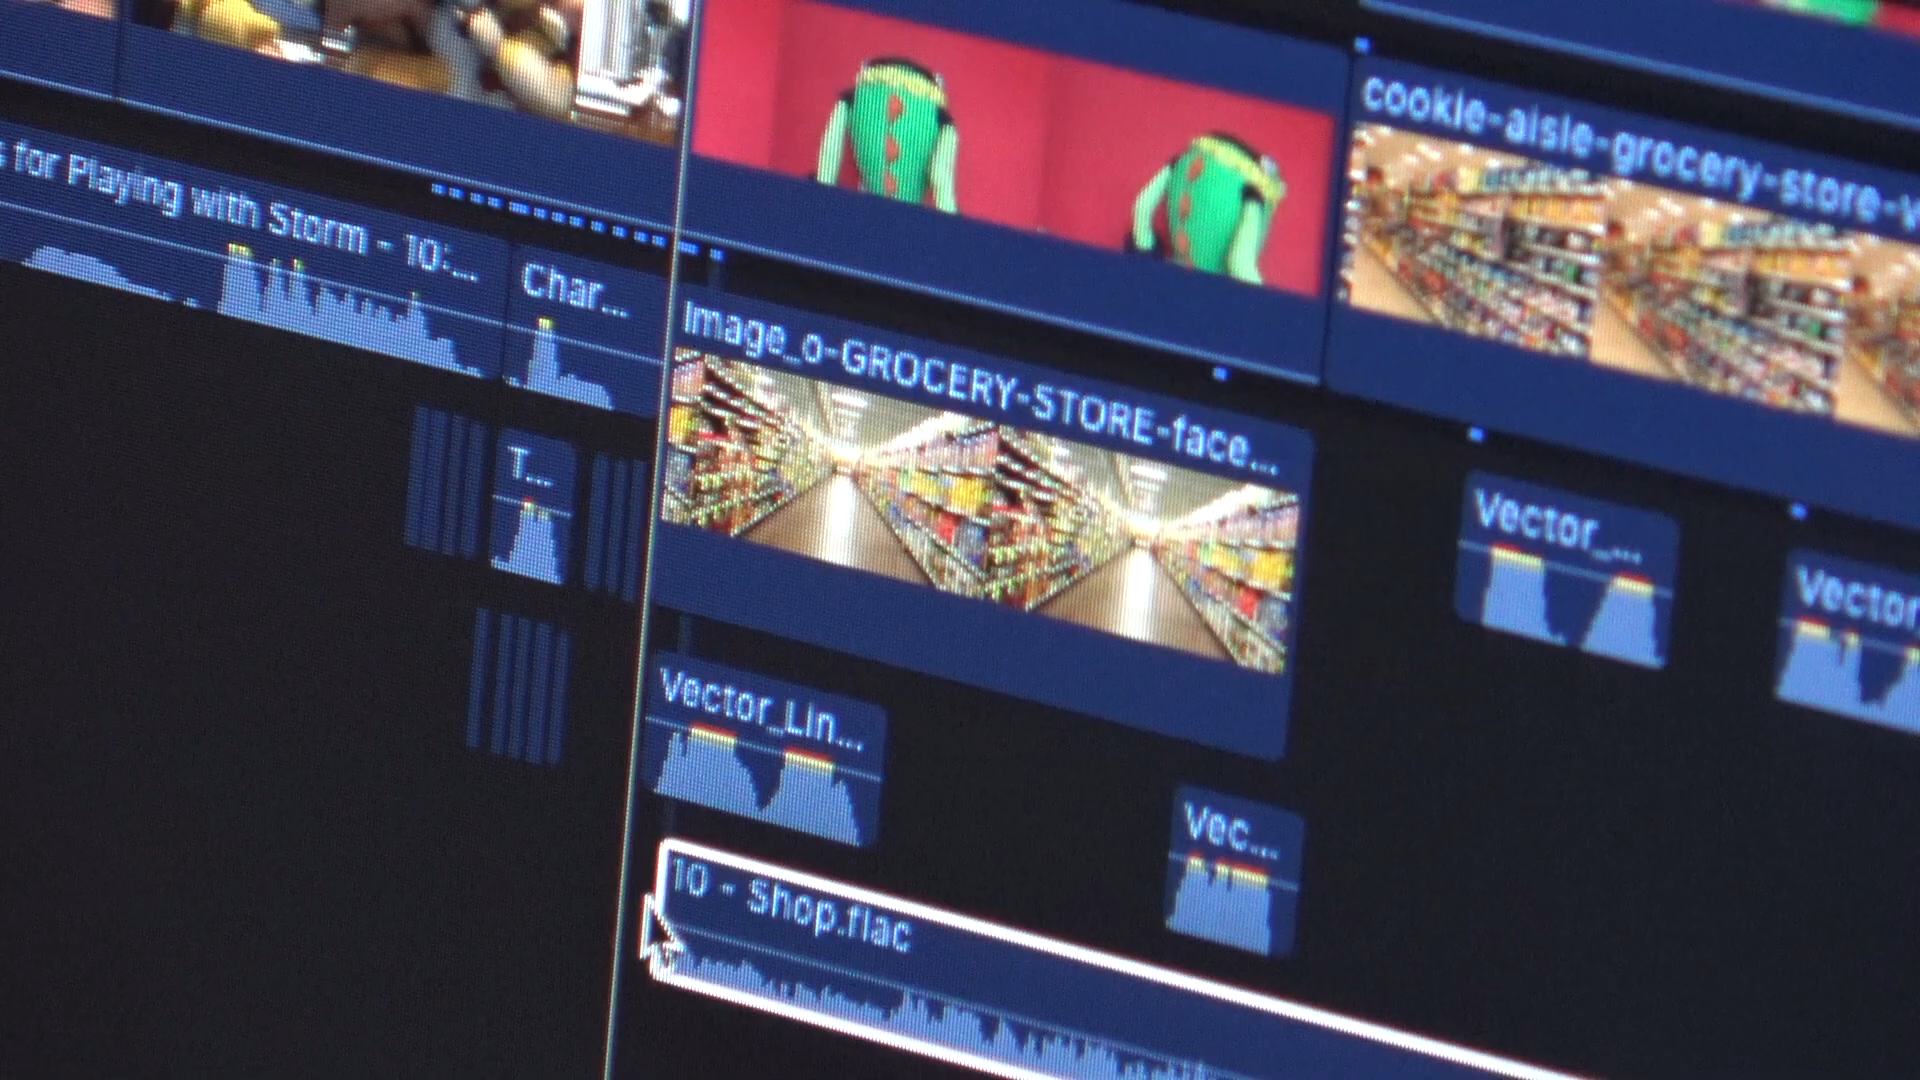 for Playing with Storm - 10:...
Char...
cookie-aisle-grocery-store-
Image_o-GROCERY-STORE-face...
T...
Vector_...
Vector
Vector_Lin...
Vec...
10 - Shop.flac